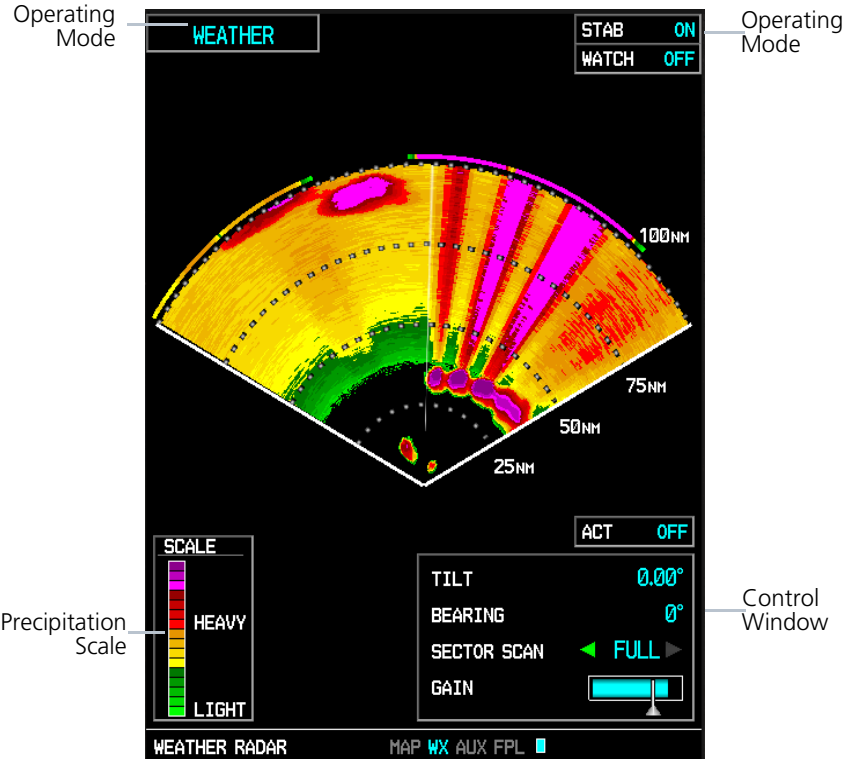 Operating
Mode
WEATHER
STAB ON
WATCH OFF
Operating
Mode
100NM
75NM
50NM
25NM
ACT OFF
SCALE
HEAVY
LIGHT
Precipitation
Scale
TILT 0.00°
BEARING 0°
SECTOR SCAN FULL
GAIN
Control
Window
WEATHER RADAR MAP WX AUX FPL